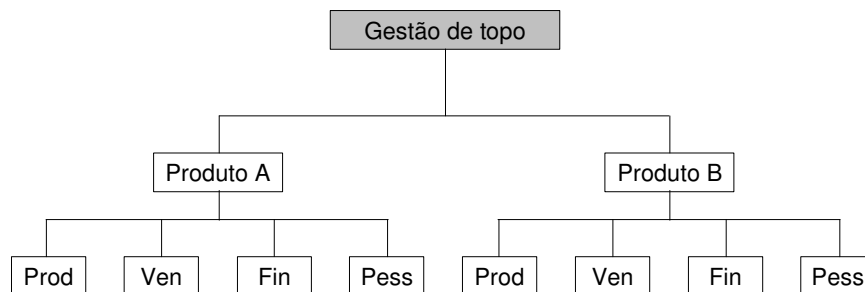 Gestão de topo
Produto A
Produto B
Prod
Ven
Fin
Pess
Prod
Ven
Fin
Pess